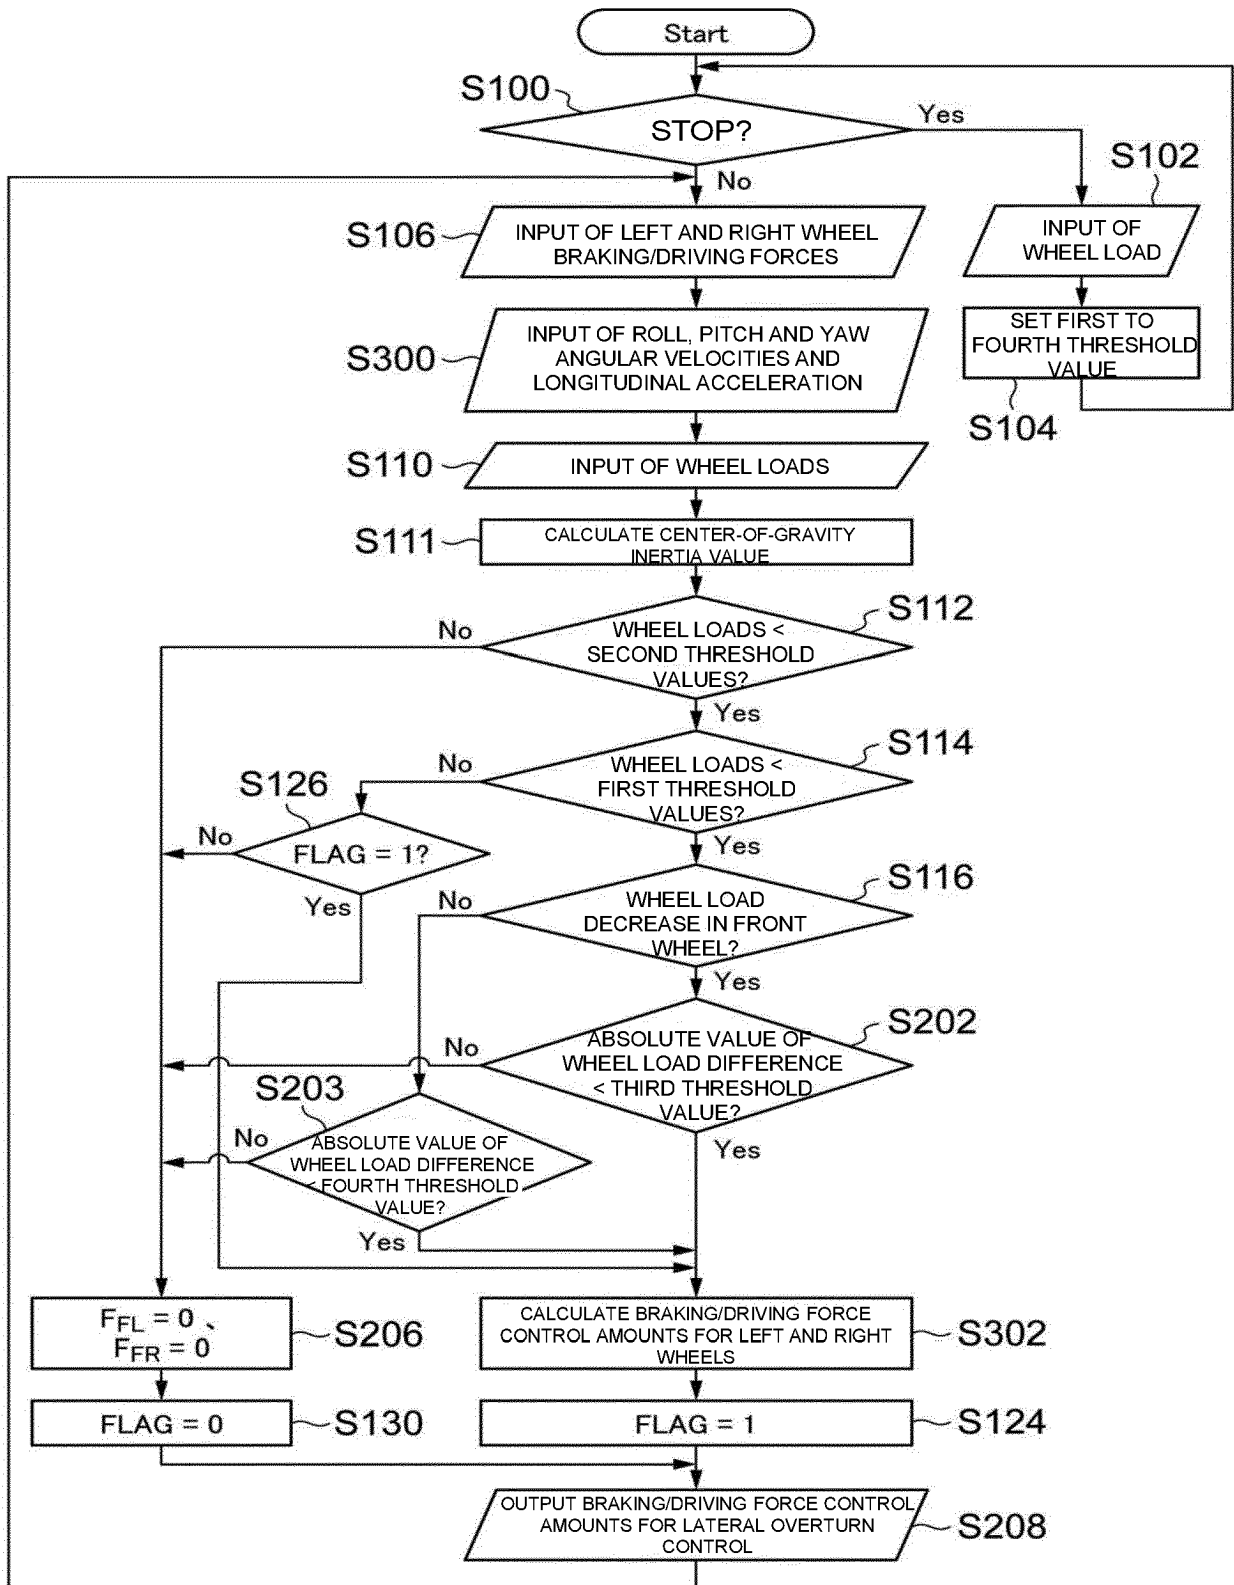 Start
S100
STOP?
Yes
No
S102
INPUT OF
WHEEL LOAD
SET FIRST TO
FOURTH THRESHOLD
VALUE
S104
S106
INPUT OF LEFT AND RIGHT WHEEL
BRAKING/DRIVING FORCES
S300
INPUT OF ROLL, PITCH AND YAW
ANGULAR VELOCITIES AND
LONGITUDINAL ACCELERATION
S110
INPUT OF WHEEL LOADS
S111
CALCULATE CENTER-OF-GRAVITY
INERTIA VALUE
S112
No
WHEEL LOADS <
SECOND THRESHOLD
VALUES?
Yes
S114
No
WHEEL LOADS <
FIRST THRESHOLD
VALUES?
Yes
S126
No
FLAG = 1?
Yes
S116
No
WHEEL LOAD
DECREASE IN FRONT
WHEEL?
Yes
S202
No
ABSOLUTE VALUE OF
WHEEL LOAD DIFFERENCE
< THIRD THRESHOLD
VALUE?
Yes
S203
No
ABSOLUTE VALUE OF
WHEEL LOAD DIFFERENCE
< FOURTH THRESHOLD
VALUE?
Yes
FFL = 0 、
FFR = 0
S206
CALCULATE BRAKING/DRIVING FORCE
CONTROL AMOUNTS FOR LEFT AND RIGHT
WHEELS
S302
FLAG = 0
S130
FLAG = 1
S124
OUTPUT BRAKING/DRIVING FORCE CONTROL
AMOUNTS FOR LATERAL OVERTURN
CONTROL
S208